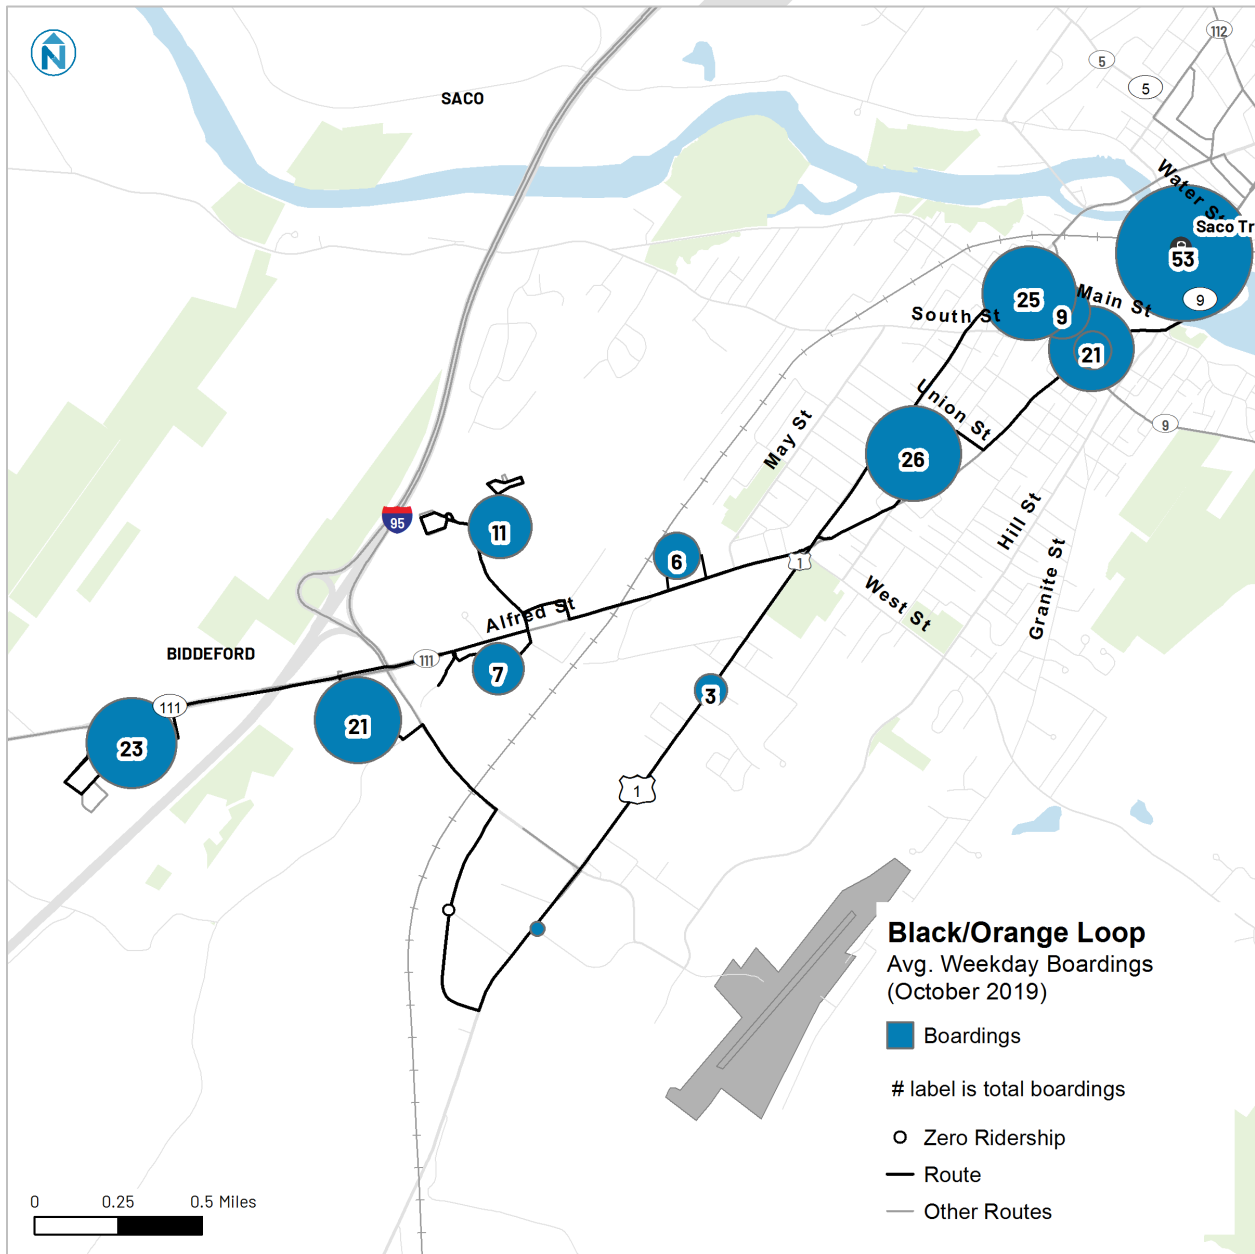 N
SACO
112
5
5
Water St
Saco Tr
53
9
25
Main St
9
South St
21
Union St
May St
26
9
Hill St
95
11
6
1
Granite St
West St
Alfred St
BIDDEFORD
111
7
3
111
21
23
1
Black/Orange Loop
Avg. Weekday Boardings
(October 2019)
Boardings
# label is total boardings
Zero Ridership
Route
Other Routes
0 0.25 0.5 Miles